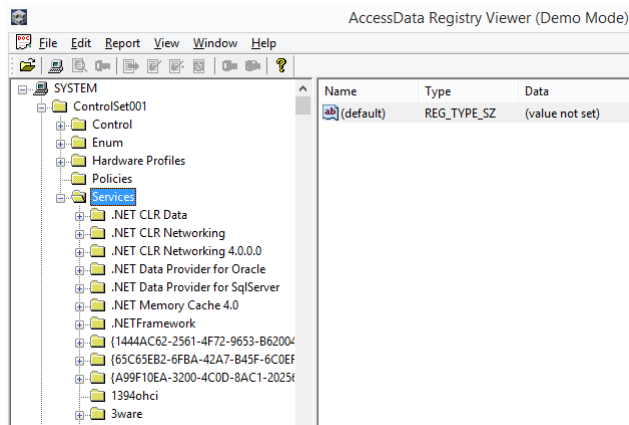 AccessData Registry Viewer (Demo Mode)
File Edit Report View Window Help
SYSTEM
ControlSet001
Control
Enum
Hardware Profiles
Policies
Services
.NET CLR Data
.NET CLR Networking
.NET CLR Networking 4.0.0.0
.NET Data Provider for Oracle
.NET Data Provider for SqlServer
.NET Memory Cache 4.0
.NETFramework
{1444AC62-2561-4F72-9653-B62004
{65C65EB2-6FBA-42A7-B45F-6C0EF
{A99F10EA-3200-4C0D-8AC1-20256
1394ohci
3ware
Name Type Data
(default) REG_TYPE_SZ (value not set)